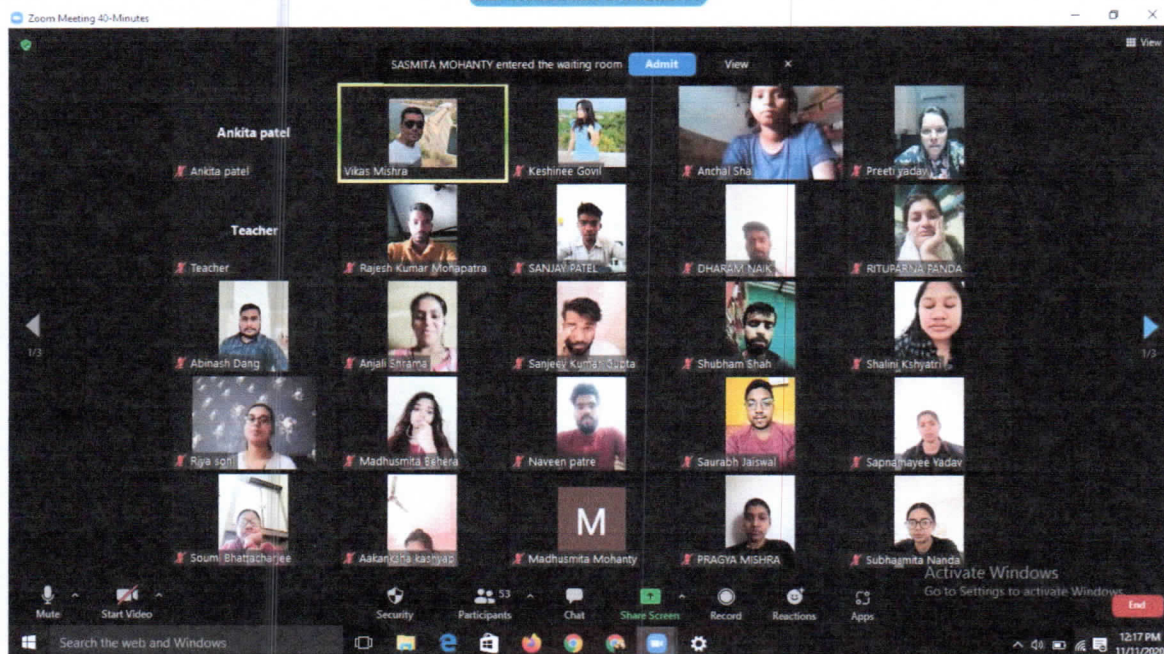 Zoom Meeting 40-Minutes
View
SASMITA MOHANTY entered the waiting room Admit View ×
Ankita patel
Ankita patel
Vikas Mishra
Keshinee Govil
Anchal Sha
Preeti yadav
Teacher
Teacher
Rajesh Kumar Mohapatra
SANJAY PATEL
DHARAM NAIK
RITUPARNA PANDA
Abinash Dang
Anjali Shrama
Sanjeev Kumar Gupta
Shubham Shah
Shalini Kshyatri
1/3
1/3
Riya soni
Madhusmita Behera
Naveen patre
Saurabh Jaiswal
Sapnamayee Yadav
M
Soumi Bhattacharjee
Aakanksha kashyap
Madhusmita Mohanty
PRAGYA MISHRA
Subhasmita Nanda
Activate Windows
Go to Settings to activate Windows.
Mute
Start Video
Security
53
Participants
Chat
Share Screen
Record
Reactions
Apps
End
Search the web and Windows
12:17 PM
11/11/2020